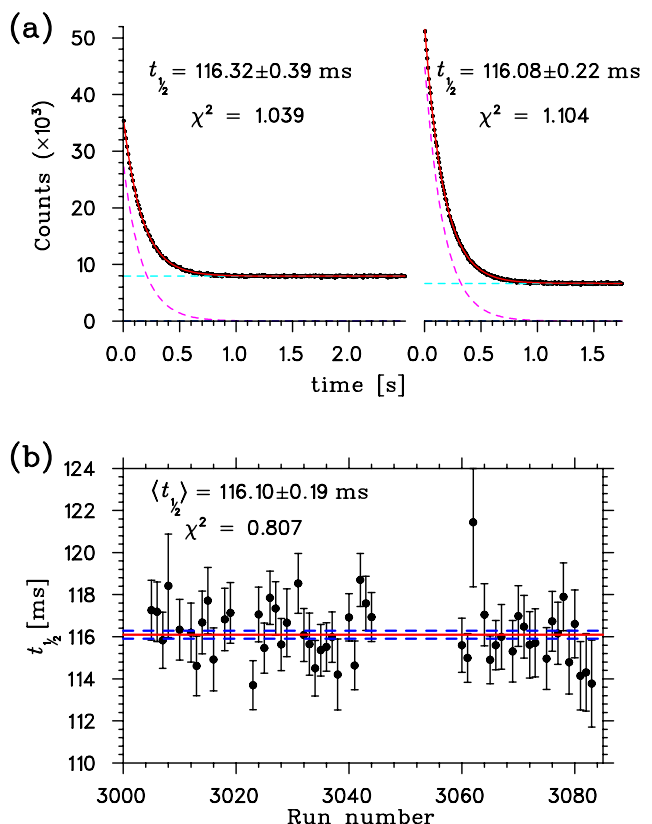 (a)
50
40
30
20
10
0
Counts (×10³)
t½ = 116.32±0.39 ms
χ² = 1.039
t½ = 116.08±0.22 ms
χ² = 1.104
0.0 0.5 1.0 1.5 2.0 0.0 0.5 1.0 1.5
time [s]
(b)
124
122
120
118
116
114
112
110
t½ [ms]
⟨t½⟩ = 116.10±0.19 ms
χ² = 0.807
3000 3020 3040 3060 3080
Run number